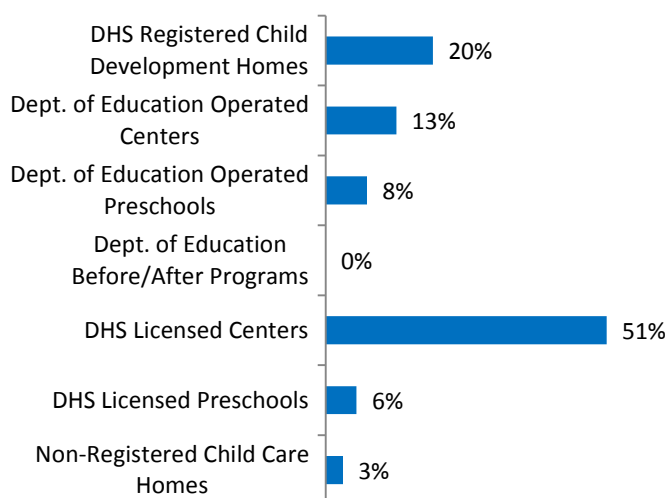 DHS Registered Child
Development Homes
20%
Dept. of Education Operated
Centers
13%
Dept. of Education Operated
Preschools
8%
Dept. of Education
Before/After Programs
0%
DHS Licensed Centers
51%
DHS Licensed Preschools
6%
Non-Registered Child Care
Homes
3%